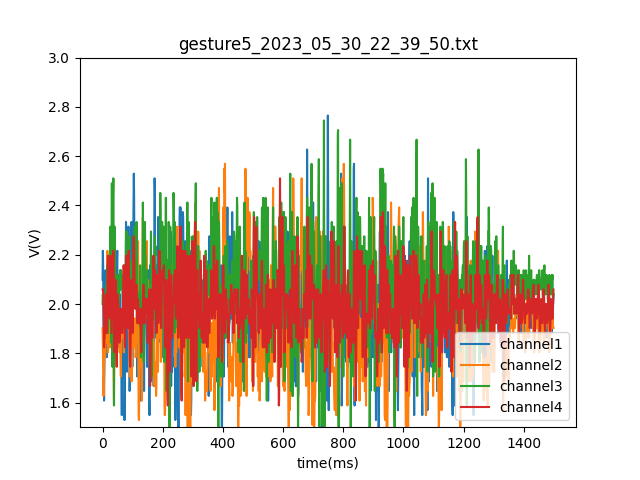 gesture5_2023_05_30_22_39_50.txt
3.0
2.8
2.6
2.4
2.2
2.0
1.8
1.6
V(V)
channel1
channel2
channel3
channel4
0 200 400 600 800 1000 1200 1400
time(ms)